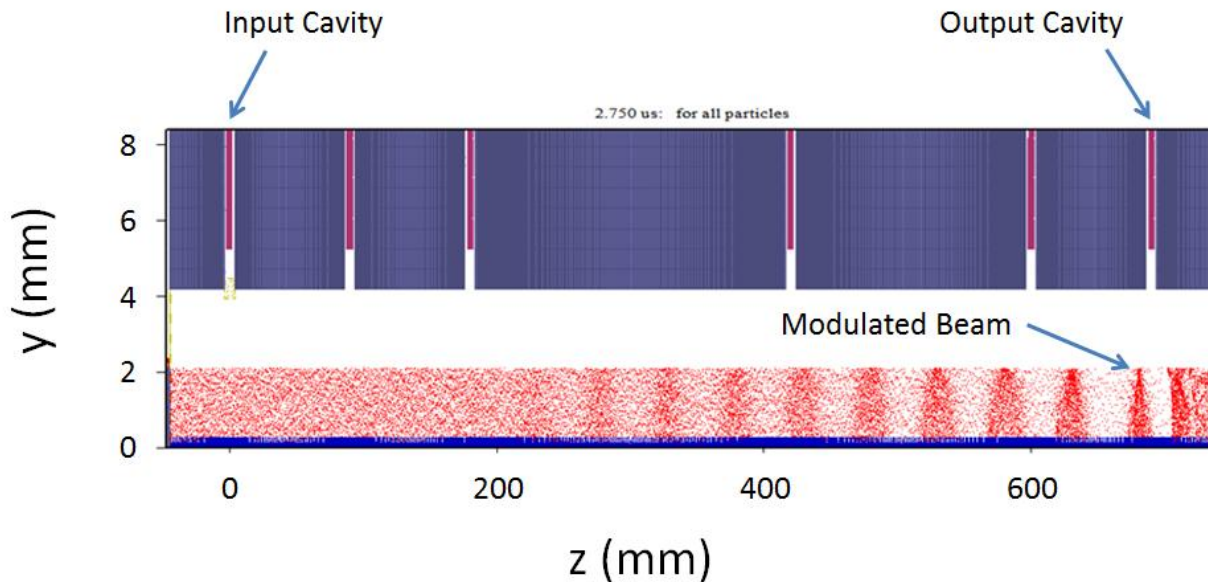 Input Cavity
Output Cavity
2.750 us: for all particles
8
6
4
2
0
y (mm)
Modulated Beam
0
200
400
600
z (mm)